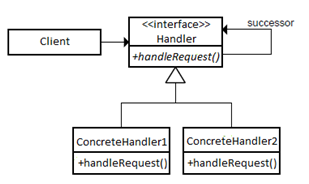 <<interface>>
successor
Client
Handler
+handleRequest()
ConcreteHandler1
ConcreteHandler2
+handleRequest()
+handleRequest()